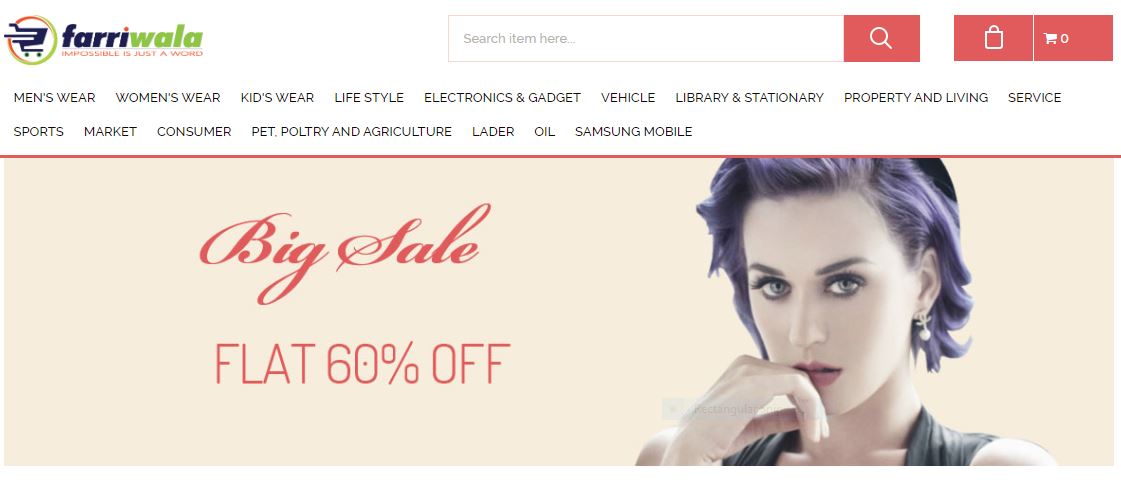 farriwala
IMPOSSIBLE IS JUST A WORD
Search item here...
0
MEN'S WEAR WOMEN'S WEAR KID'S WEAR LIFE STYLE ELECTRONICS & GADGET VEHICLE LIBRARY & STATIONARY PROPERTY AND LIVING SERVICE
SPORTS MARKET CONSUMER PET, POLTRY AND AGRICULTURE LADER OIL SAMSUNG MOBILE
Big Sale
FLAT 60% OFF